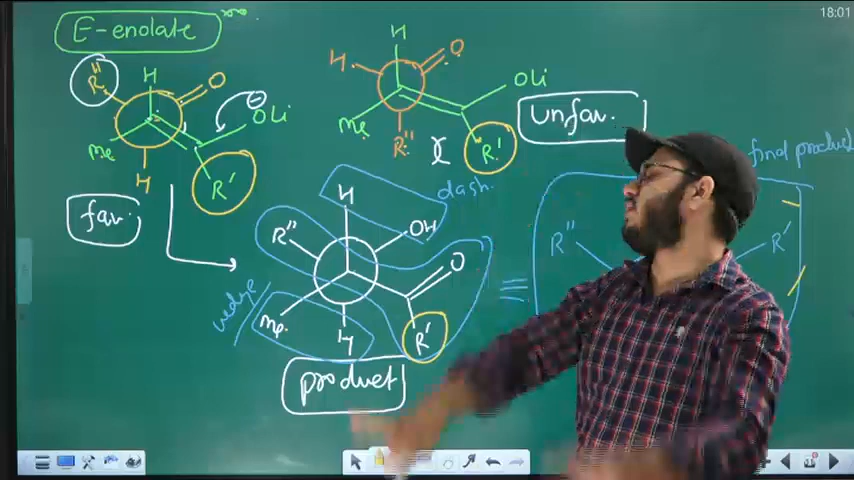 18:01
E-enolate
R"
H
O
OLi
Me
H
R'
fav.
H
H
O
OLi
Me
R"
R'
Unfav.
dash
H
R"
OH
O
Me
H
R'
wedge
product
≡
final product
R"
R'